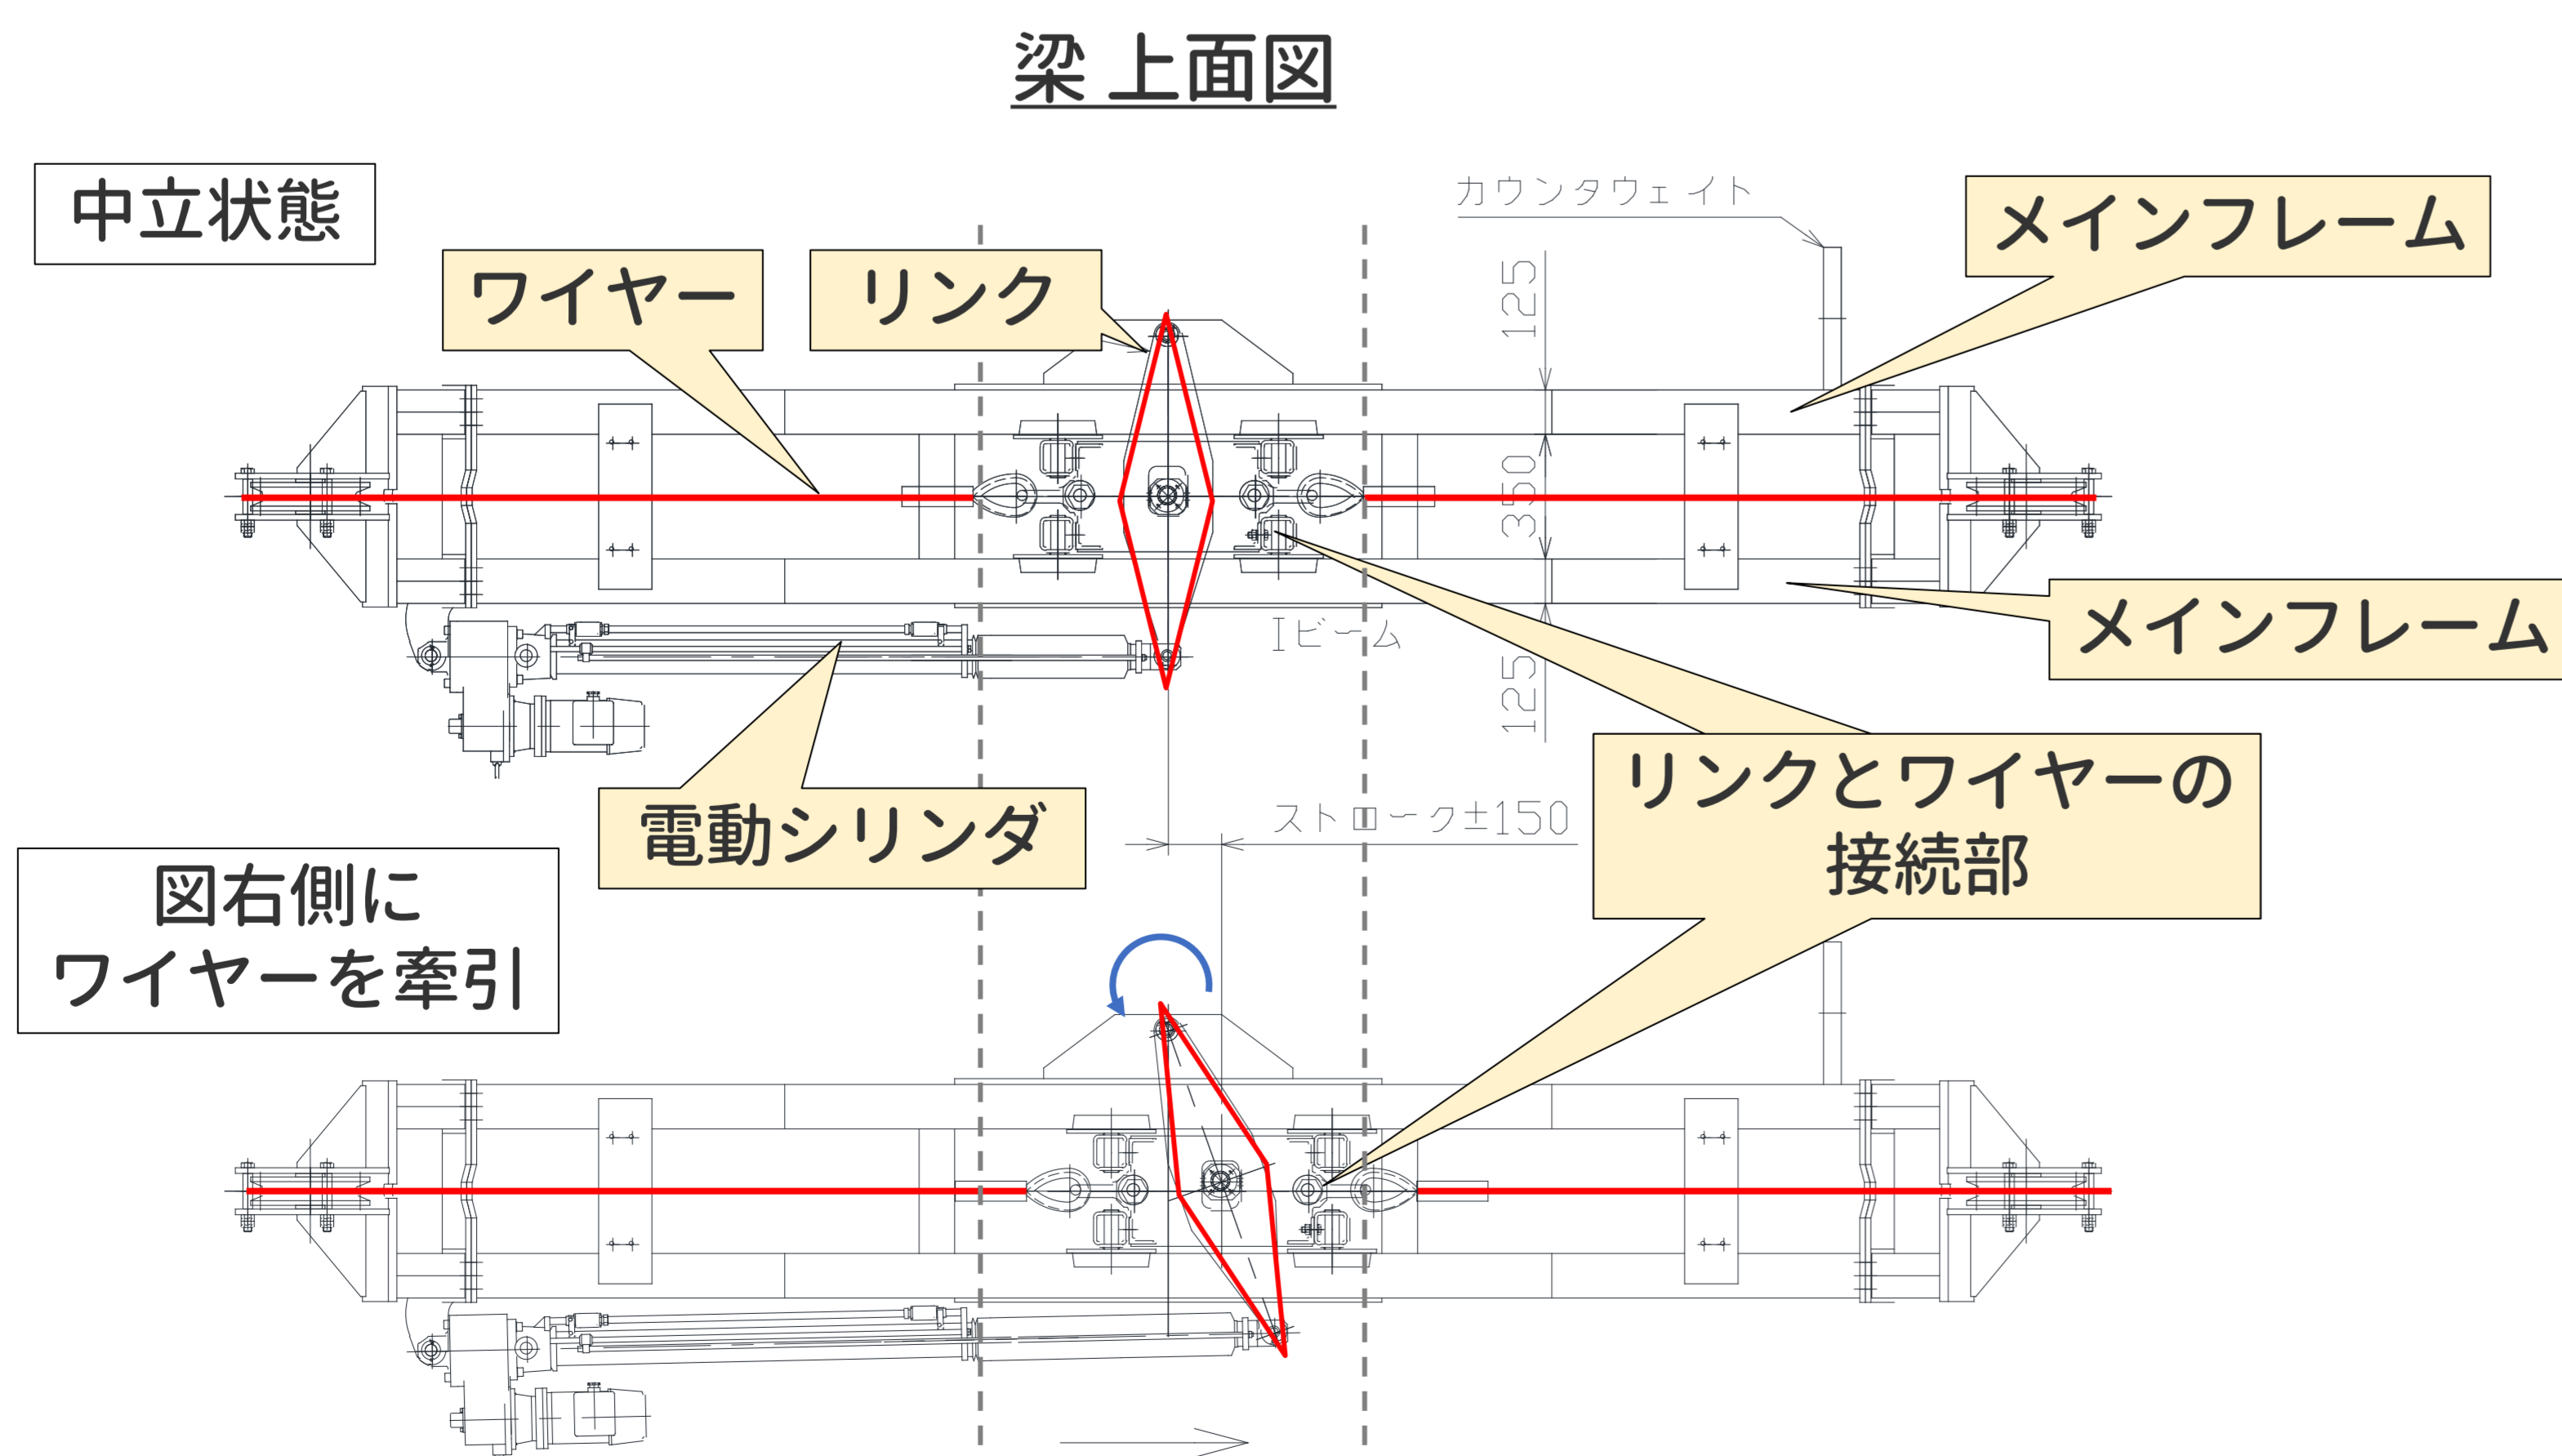 梁 上面図
中立状態
カウンタウェイト
メインフレーム
ワイヤー
リンク
125
350
125
Iビーム
メインフレーム
電動シリンダ
ストローク±150
リンクとワイヤーの
接続部
図右側に
ワイヤーを牽引